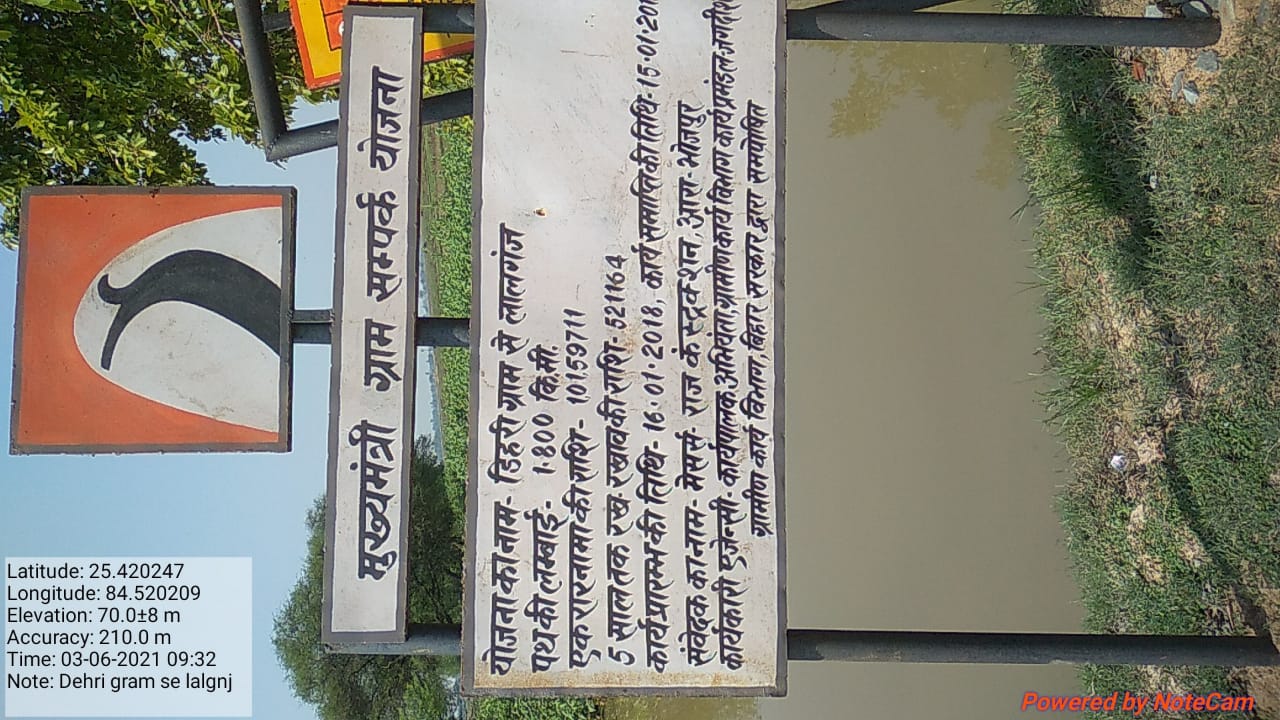 मुख्यमंत्री ग्राम सम्पर्क योजना
योजना का नाम- डिहरी ग्राम से लालगंज
पथ की लम्बाई- 1·800 कि.मी.
एकरारनामा की राशि- 10159711
5 साल तक रख-रखाव की राशि- 521164
कार्य प्रारम्भ की तिथि- 16·01·2018, कार्य समाप्ति की तिथि- 15·01·201
संवेदक का नाम- मेसर्स- राज कंस्ट्रक्शन, आरा- भोजपुर
कार्यकारी एजेन्सी- कार्यपालक अभियंता, ग्रामीण कार्य विभाग कार्य प्रमंडल, जगदीश
ग्रामीण कार्य विभाग, बिहार सरकार द्वारा सम्पोषित
Latitude: 25.420247
Longitude: 84.520209
Elevation: 70.0±8 m
Accuracy: 210.0 m
Time: 03-06-2021 09:32
Note: Dehri gram se lalgnj
Powered by NoteCam